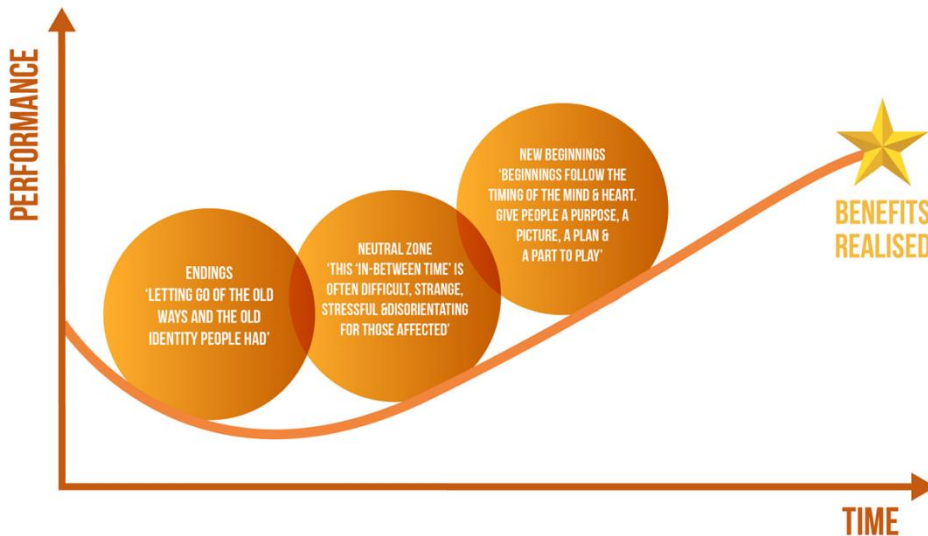 PERFORMANCE
ENDINGS
‘LETTING GO OF THE OLD
WAYS AND THE OLD
IDENTITY PEOPLE HAD’
NEUTRAL ZONE
‘THIS ‘IN-BETWEEN TIME’ IS
OFTEN DIFFICULT, STRANGE,
STRESSFUL &DISORIENTATING
FOR THOSE AFFECTED’
NEW BEGINNINGS
‘BEGINNINGS FOLLOW THE
TIMING OF THE MIND & HEART.
GIVE PEOPLE A PURPOSE, A
PICTURE, A PLAN &
A PART TO PLAY’
BENEFITS
REALISED
TIME